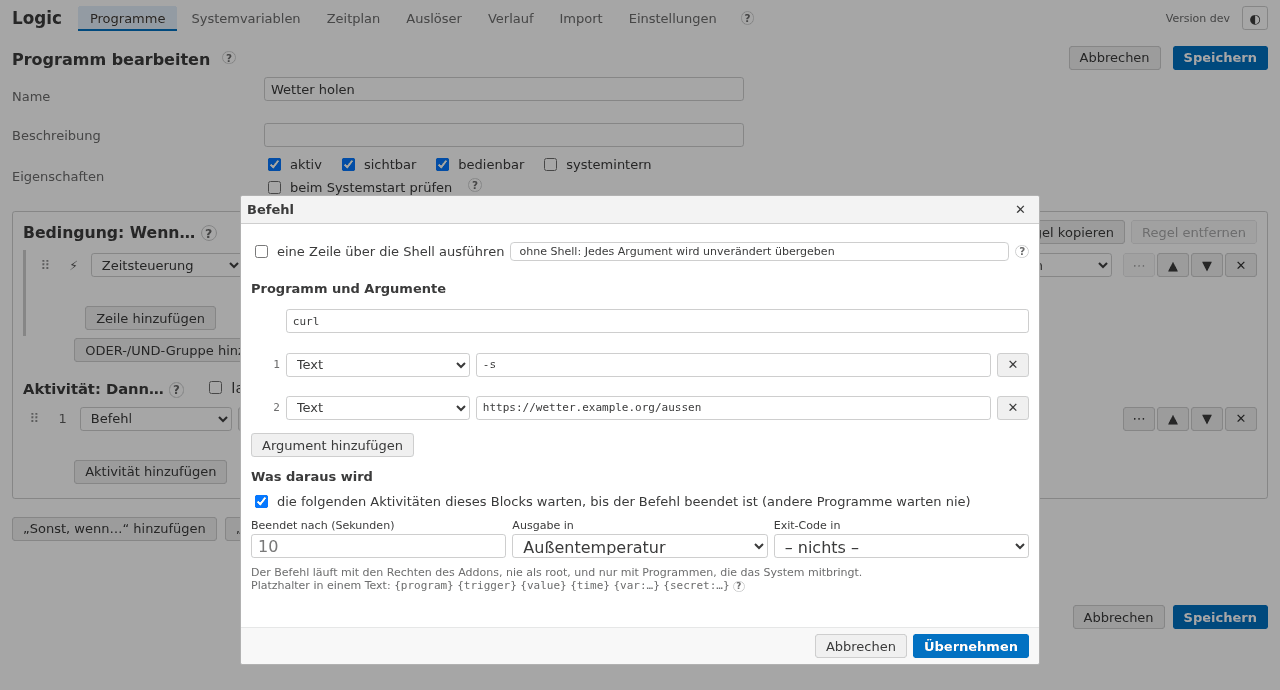 Logic Programme Systemvariablen Zeitplan Auslöser Verlauf Import Einstellungen ? Version dev
Programm bearbeiten ? Abbrechen Speichern
Name Wetter holen
Beschreibung
Eigenschaften aktiv sichtbar bedienbar systemintern
beim Systemstart prüfen ?
Befehl ✕
Bedingung: Wenn… ? kopieren Regel entfernen
eine Zeile über die Shell ausführen ohne Shell: Jedes Argument wird unverändert übergeben ?
Zeitsteuerung ⋯ ▲ ▼ ✕
Programm und Argumente
Zeile hinzufügen curl
ODER-/UND-Gruppe
1 Text -s ✕
Aktivität: Dann… ?
2 Text https://wetter.example.org/aussen ✕
1 Befehl ⋯ ▲ ▼ ✕
Argument hinzufügen
Aktivität hinzufügen Was daraus wird
die folgenden Aktivitäten dieses Blocks warten, bis der Befehl beendet ist (andere Programme warten nie)
„Sonst, wenn…“ hinzufügen Beendet nach (Sekunden) Ausgabe in Exit-Code in
10 Außentemperatur – nichts –
Der Befehl läuft mit den Rechten des Addons, nie als root, und nur mit Programmen, die das System mitbringt.
Platzhalter in einem Text: {program} {trigger} {value} {time} {var:…} {secret:…} ?
Abbrechen Speichern
Abbrechen Übernehmen